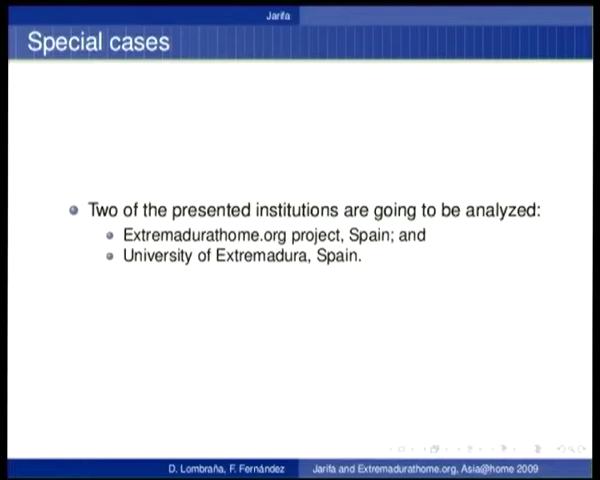 Jarifa
Special cases
Two of the presented institutions are going to be analyzed:
Extremadurathome.org project, Spain; and
University of Extremadura, Spain.
D. Lombraña, F. Fernández
Jarifa and Extremadurathome.org, Asia@home 2009